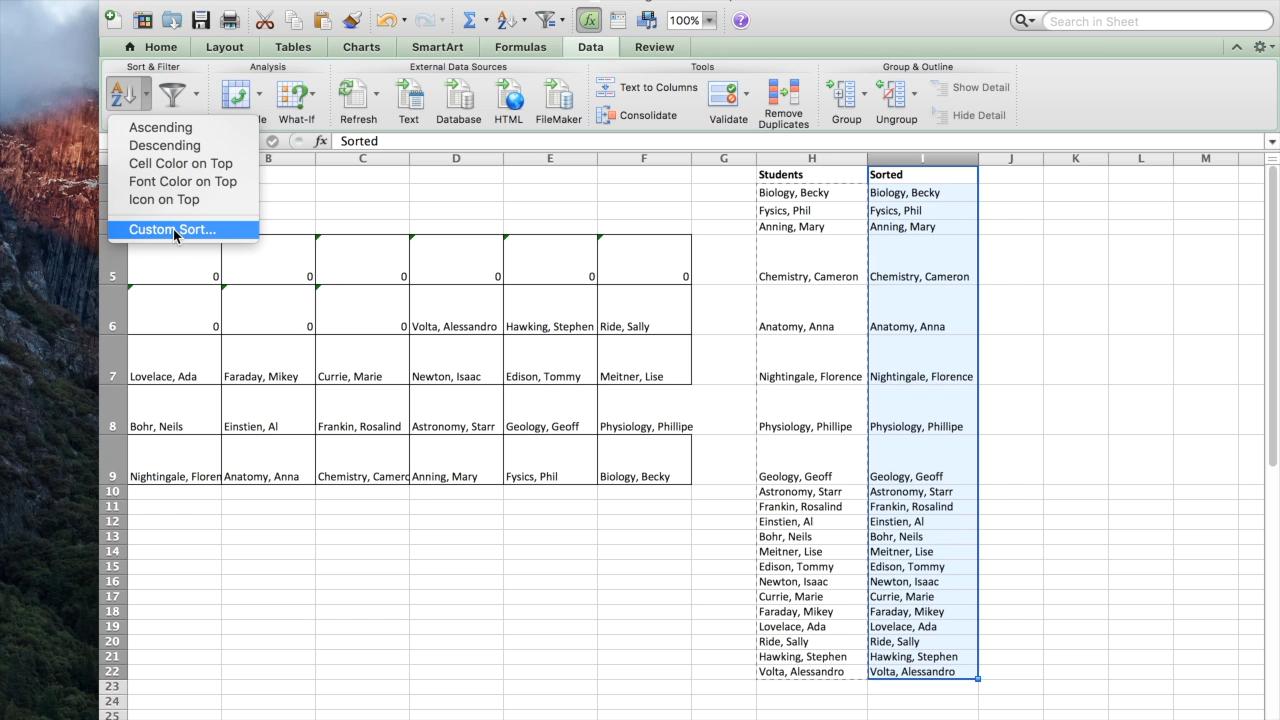 100%
Search in Sheet
Home Layout Tables Charts SmartArt Formulas Data Review
Sort & Filter Analysis External Data Sources Tools Group & Outline
What-If Refresh Text Database HTML FileMaker Text to Columns Consolidate Validate Remove Duplicates Group Ungroup Show Detail Hide Detail
Ascending
Descending
Cell Color on Top
Font Color on Top
Icon on Top
Custom Sort...
fx Sorted
B C D E F G H I J K L M
Students Sorted
Biology, Becky Biology, Becky
Fysics, Phil Fysics, Phil
Anning, Mary Anning, Mary
5 0 0 0 0 0 0 Chemistry, Cameron Chemistry, Cameron
6 0 0 0 Volta, Alessandro Hawking, Stephen Ride, Sally Anatomy, Anna Anatomy, Anna
7 Lovelace, Ada Faraday, Mikey Currie, Marie Newton, Isaac Edison, Tommy Meitner, Lise Nightingale, Florence Nightingale, Florence
8 Bohr, Neils Einstien, Al Frankin, Rosalind Astronomy, Starr Geology, Geoff Physiology, Phillipe Physiology, Phillipe Physiology, Phillipe
9 Nightingale, Floren Anatomy, Anna Chemistry, Camerc Anning, Mary Fysics, Phil Biology, Becky Geology, Geoff Geology, Geoff
10 Astronomy, Starr Astronomy, Starr
11 Frankin, Rosalind Frankin, Rosalind
12 Einstien, Al Einstien, Al
13 Bohr, Neils Bohr, Neils
14 Meitner, Lise Meitner, Lise
15 Edison, Tommy Edison, Tommy
16 Newton, Isaac Newton, Isaac
17 Currie, Marie Currie, Marie
18 Faraday, Mikey Faraday, Mikey
19 Lovelace, Ada Lovelace, Ada
20 Ride, Sally Ride, Sally
21 Hawking, Stephen Hawking, Stephen
22 Volta, Alessandro Volta, Alessandro
23
24
25